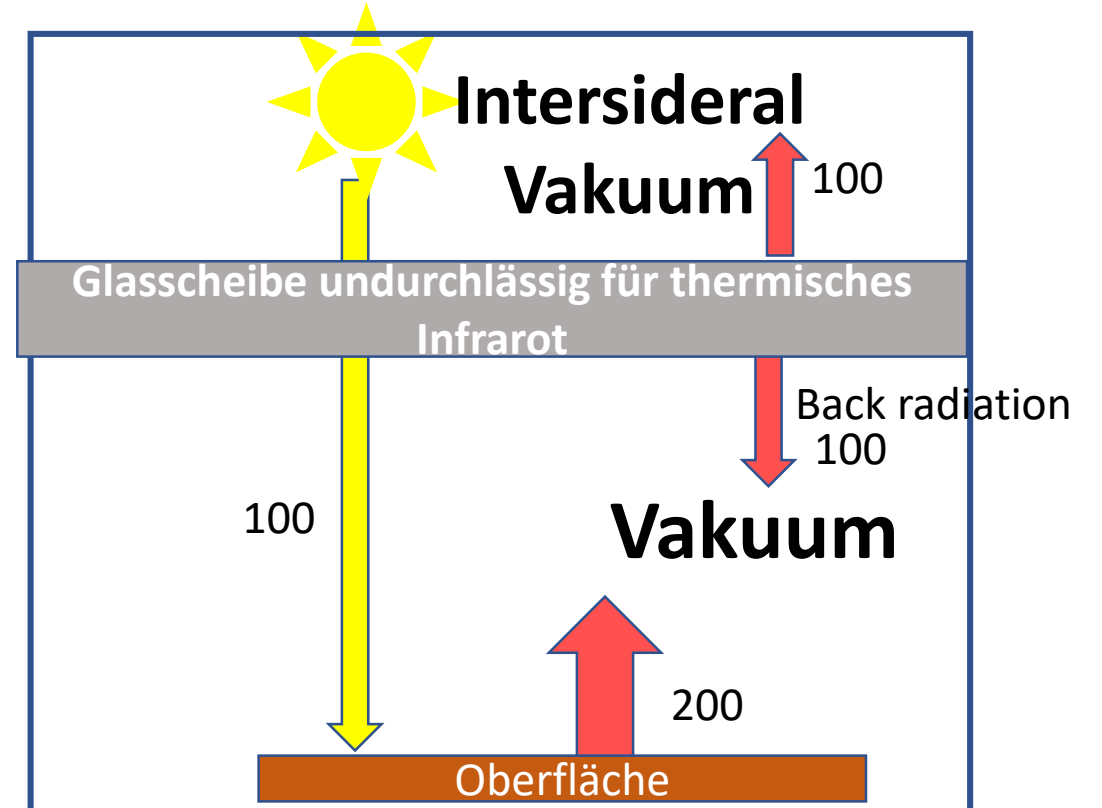 Intersideral
Vakuum
100
Glasscheibe undurchlässig für thermisches
Infrarot
Back radiation
100
100
Vakuum
200
Oberfläche